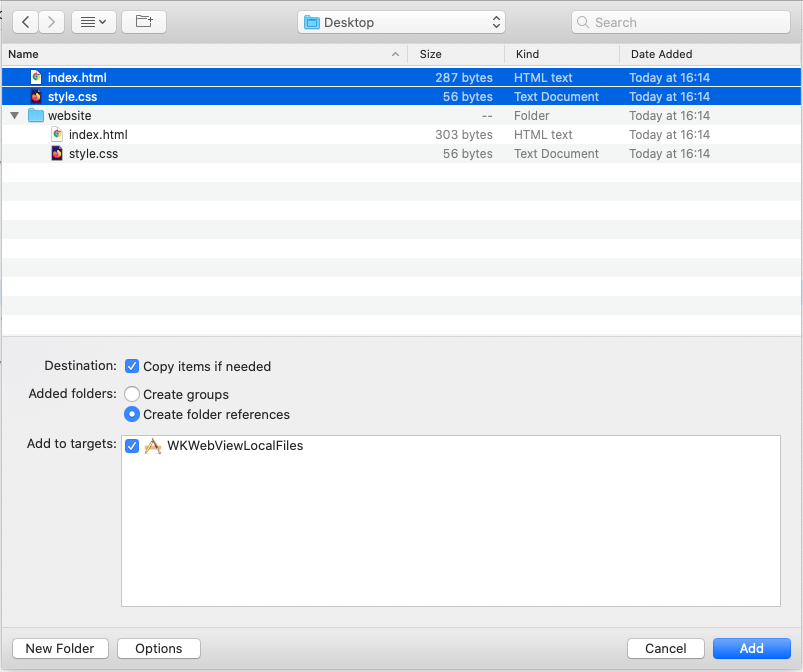 Desktop
Search
Name Size Kind Date Added
index.html 287 bytes HTML text Today at 16:14
style.css 56 bytes Text Document Today at 16:14
website -- Folder Today at 16:14
index.html 303 bytes HTML text Today at 16:14
style.css 56 bytes Text Document Today at 16:14
Destination: Copy items if needed
Added folders: Create groups
Create folder references
Add to targets: WKWebViewLocalFiles
New Folder Options Cancel Add